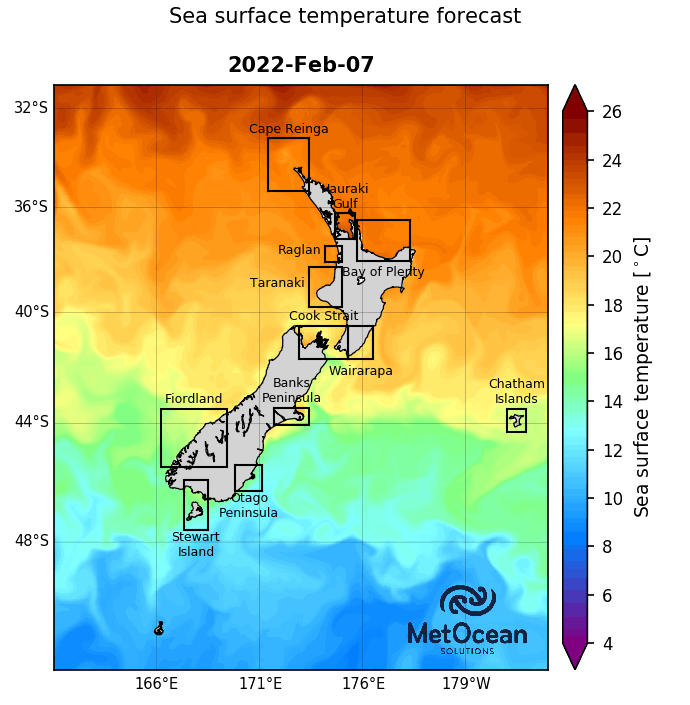 Sea surface temperature forecast
2022-Feb-07
32°S
36°S
40°S
44°S
48°S
Cape Reinga
Hauraki
Gulf
Raglan
Bay of Plenty
Taranaki
Cook Strait
Wairarapa
Banks
Peninsula
Fiordland
Chatham
Islands
Otago
Peninsula
Stewart
Island
MetOcean
SOLUTIONS
166°E
171°E
176°E
179°W
26
24
22
20
18
16
14
12
10
8
6
4
Sea surface temperature [°C]